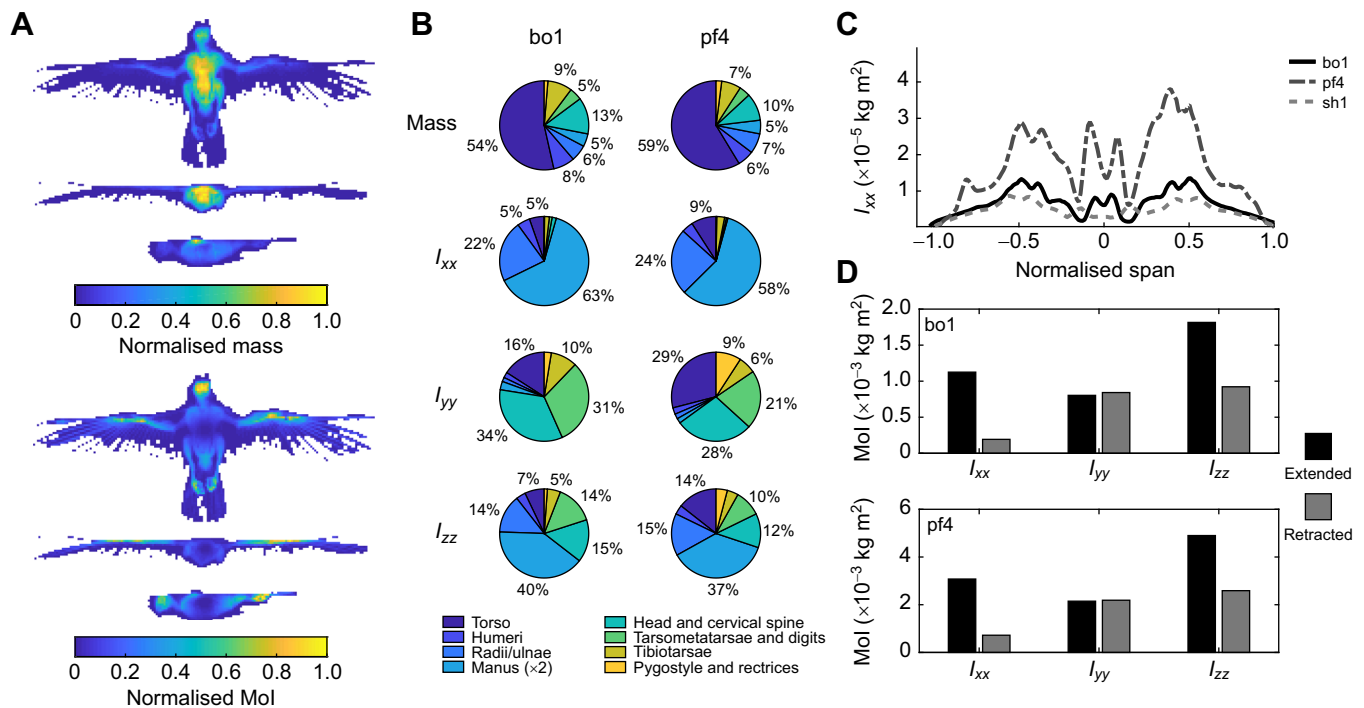 A
0 0.2 0.4 0.6 0.8 1.0
Normalised mass
0 0.2 0.4 0.6 0.8 1.0
Normalised MoI
B
bo1 pf4
Mass
9%
5%
13%
5%
6%
8%
54%
7%
10%
5%
7%
6%
59%
Ixx
5%
5%
22%
63%
9%
24%
58%
Iyy
16%
10%
31%
34%
29%
9%
6%
21%
28%
Izz
7%
5%
14%
14%
15%
40%
14%
10%
15%
12%
37%
Torso
Humeri
Radii/ulnae
Manus (×2)
Head and cervical spine
Tarsometatarsae and digits
Tibiotarsae
Pygostyle and rectrices
C
Ixx (×10−5 kg m2)
4
3
2
1
−1.0 −0.5 0 0.5 1.0
Normalised span
bo1
pf4
sh1
D
bo1
MoI (×10−3 kg m2)
2.0
1.5
1.0
0.5
0
Ixx Iyy Izz
pf4
MoI (×10−3 kg m2)
6
4
2
0
Ixx Iyy Izz
Extended
Retracted